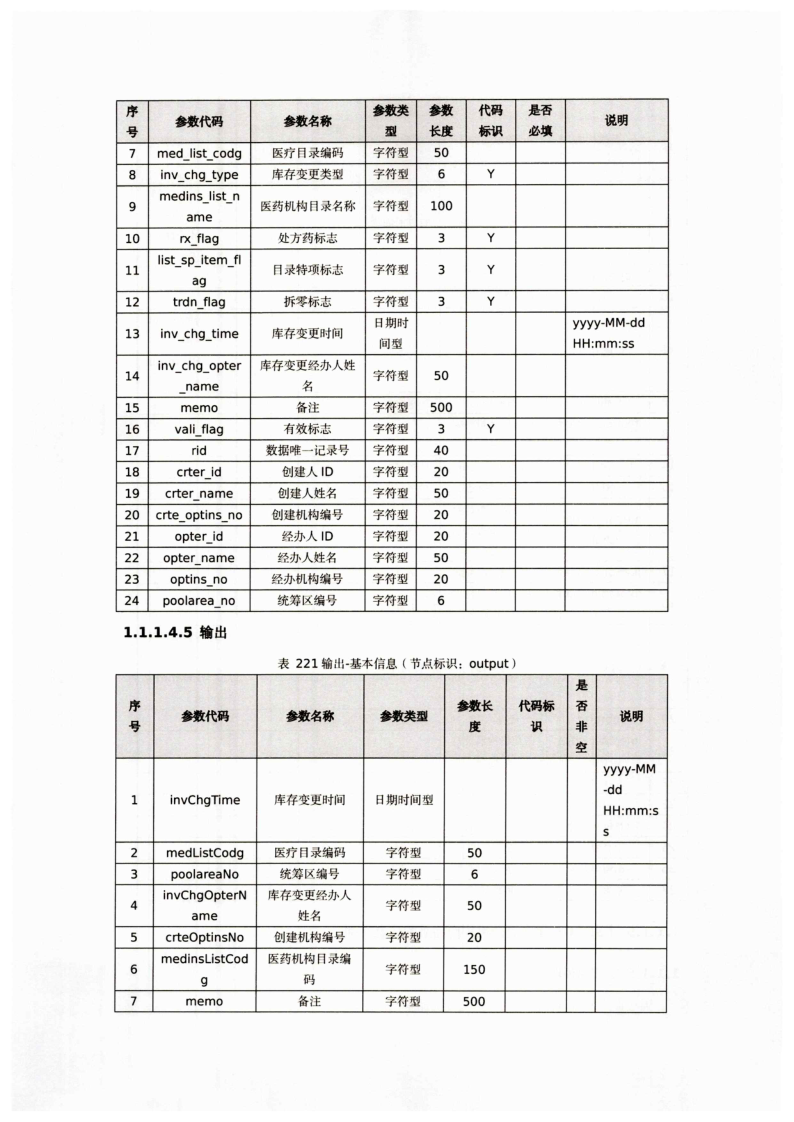 序号 参数代码 参数名称 参数类型 参数长度 代码标识 是否必填 说明
7 med_list_codg 医疗目录编码 字符型 50
8 inv_chg_type 库存变更类型 字符型 6 Y
9 medins_list_name 医药机构目录名称 字符型 100
10 rx_flag 处方药标志 字符型 3 Y
11 list_sp_item_flag 目录特项标志 字符型 3 Y
12 trdn_flag 拆零标志 字符型 3 Y
13 inv_chg_time 库存变更时间 日期时间型 yyyy-MM-dd HH:mm:ss
14 inv_chg_opter_name 库存变更经办人姓名 字符型 50
15 memo 备注 字符型 500
16 vali_flag 有效标志 字符型 3 Y
17 rid 数据唯一记录号 字符型 40
18 crter_id 创建人 ID 字符型 20
19 crter_name 创建人姓名 字符型 50
20 crte_optins_no 创建机构编号 字符型 20
21 opter_id 经办人 ID 字符型 20
22 opter_name 经办人姓名 字符型 50
23 optins_no 经办机构编号 字符型 20
24 poolarea_no 统筹区编号 字符型 6
1.1.1.4.5 输出
表 221 输出-基本信息（节点标识：output）
序号 参数代码 参数名称 参数类型 参数长度 代码标识 是否非空 说明
1 invChgTime 库存变更时间 日期时间型 yyyy-MM-dd HH:mm:ss
2 medListCodg 医疗目录编码 字符型 50
3 poolareaNo 统筹区编号 字符型 6
4 invChgOpterName 库存变更经办人姓名 字符型 50
5 crteOptinsNo 创建机构编号 字符型 20
6 medinsListCodg 医药机构目录编码 字符型 150
7 memo 备注 字符型 500